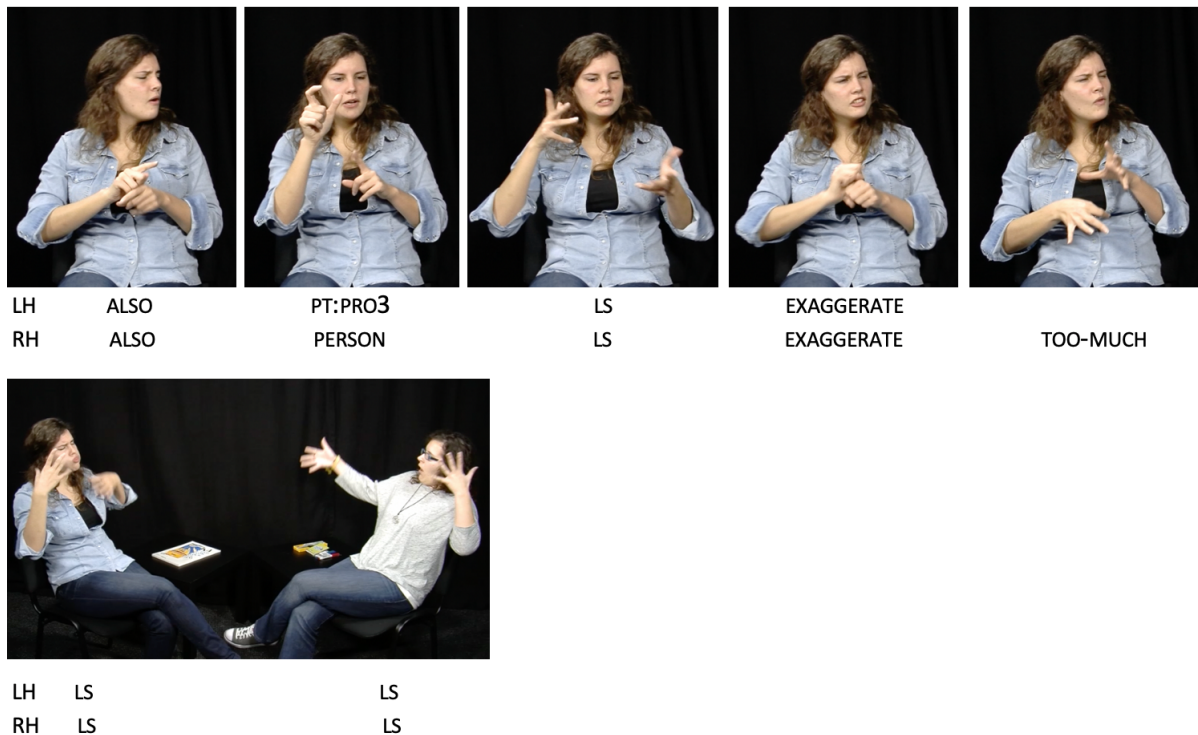 LH ALSO PT:PRO3 LS EXAGGERATE
RH ALSO PERSON LS EXAGGERATE TOO-MUCH
LH LS LS
RH LS LS